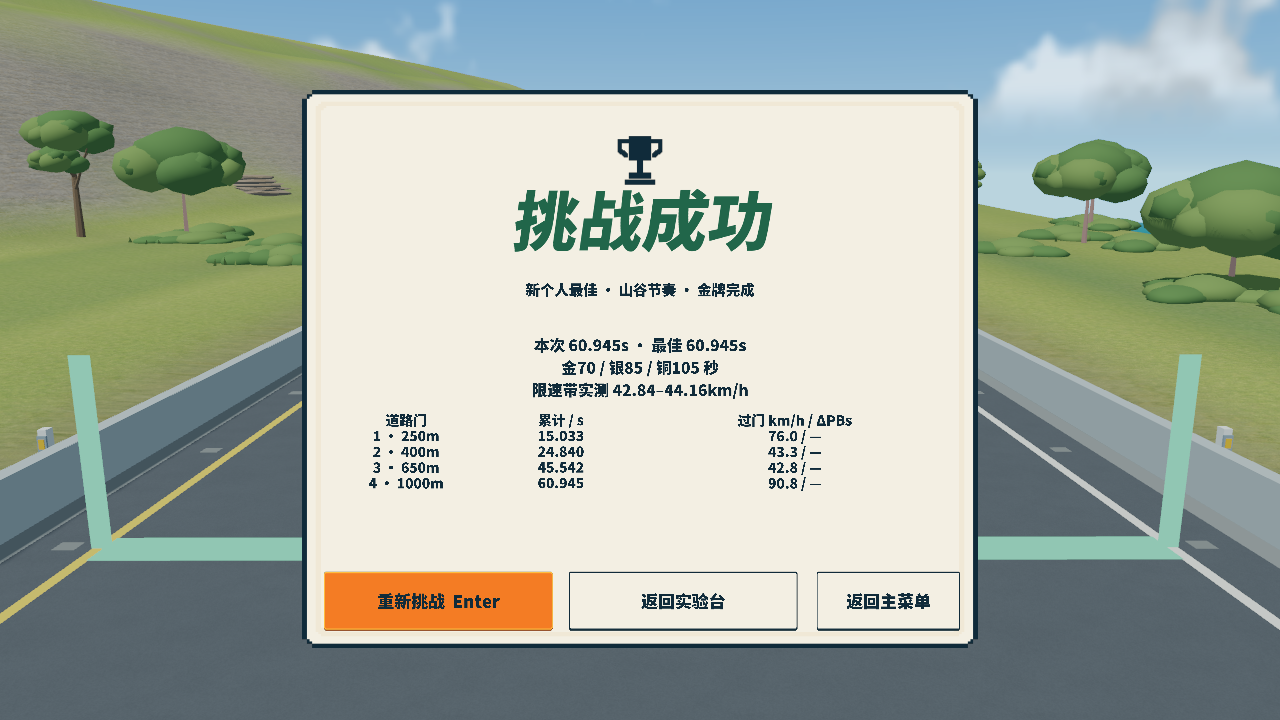 挑战成功
新个人最佳 · 山谷节奏 · 金牌完成
本次 60.945s · 最佳 60.945s
金70 / 银85 / 铜105 秒
限速带实测 42.84–44.16km/h
道路门 累计 / s 过门 km/h / ΔPBs
1 · 250m 15.033 76.0 / —
2 · 400m 24.840 43.3 / —
3 · 650m 45.542 42.8 / —
4 · 1000m 60.945 90.8 / —
重新挑战 Enter 返回实验台 返回主菜单